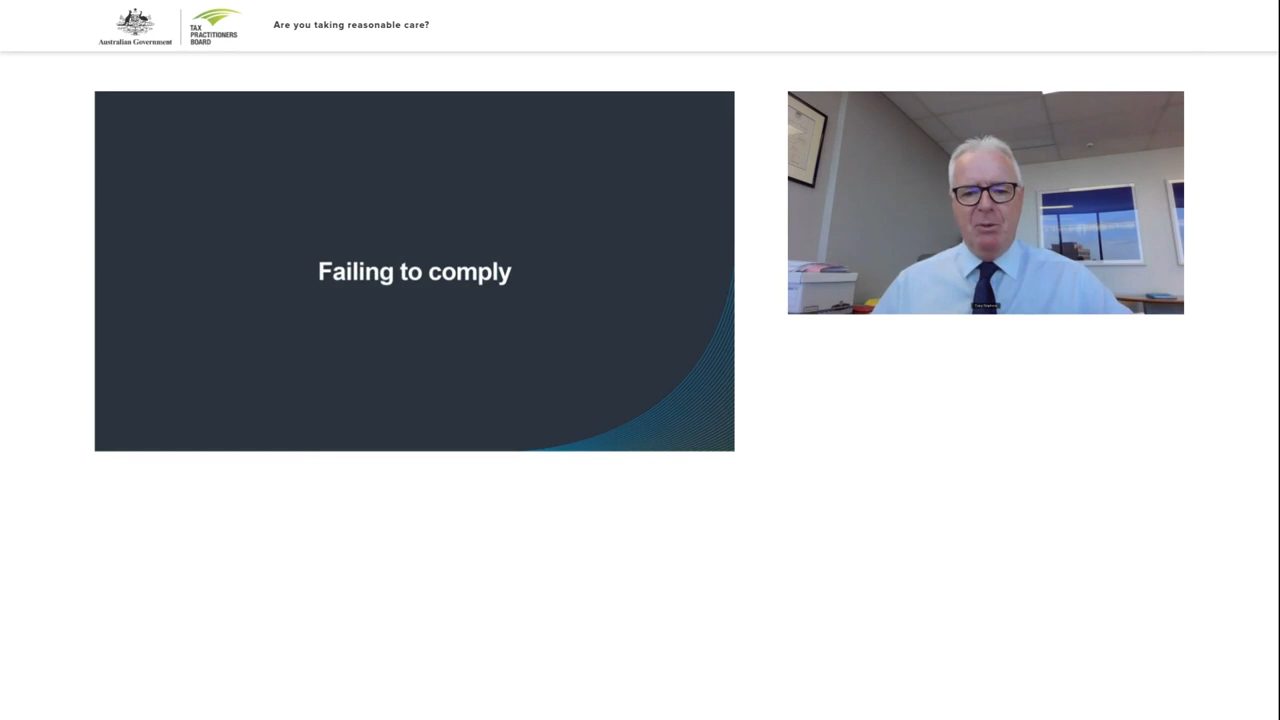 Australian Government
TAX
PRACTITIONERS
BOARD
Are you taking reasonable care?
Failing to comply